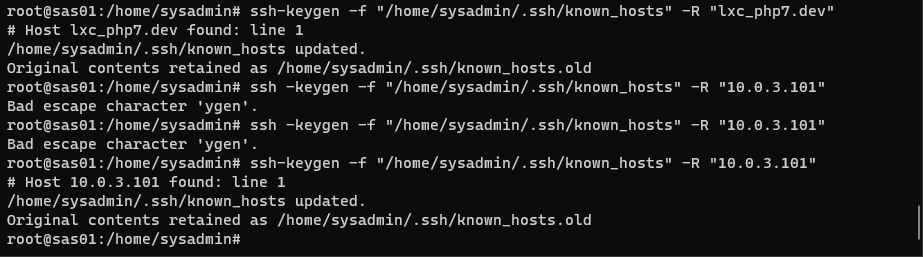 root@sas01:/home/sysadmin# ssh-keygen -f "/home/sysadmin/.ssh/known_hosts" -R "lxc_php7.dev"
# Host lxc_php7.dev found: line 1
/home/sysadmin/.ssh/known_hosts updated.
Original contents retained as /home/sysadmin/.ssh/known_hosts.old
root@sas01:/home/sysadmin# ssh -keygen -f "/home/sysadmin/.ssh/known_hosts" -R "10.0.3.101"
Bad escape character 'ygen'.
root@sas01:/home/sysadmin# ssh -keygen -f "/home/sysadmin/.ssh/known_hosts" -R "10.0.3.101"
Bad escape character 'ygen'.
root@sas01:/home/sysadmin# ssh-keygen -f "/home/sysadmin/.ssh/known_hosts" -R "10.0.3.101"
# Host 10.0.3.101 found: line 1
/home/sysadmin/.ssh/known_hosts updated.
Original contents retained as /home/sysadmin/.ssh/known_hosts.old
root@sas01:/home/sysadmin#